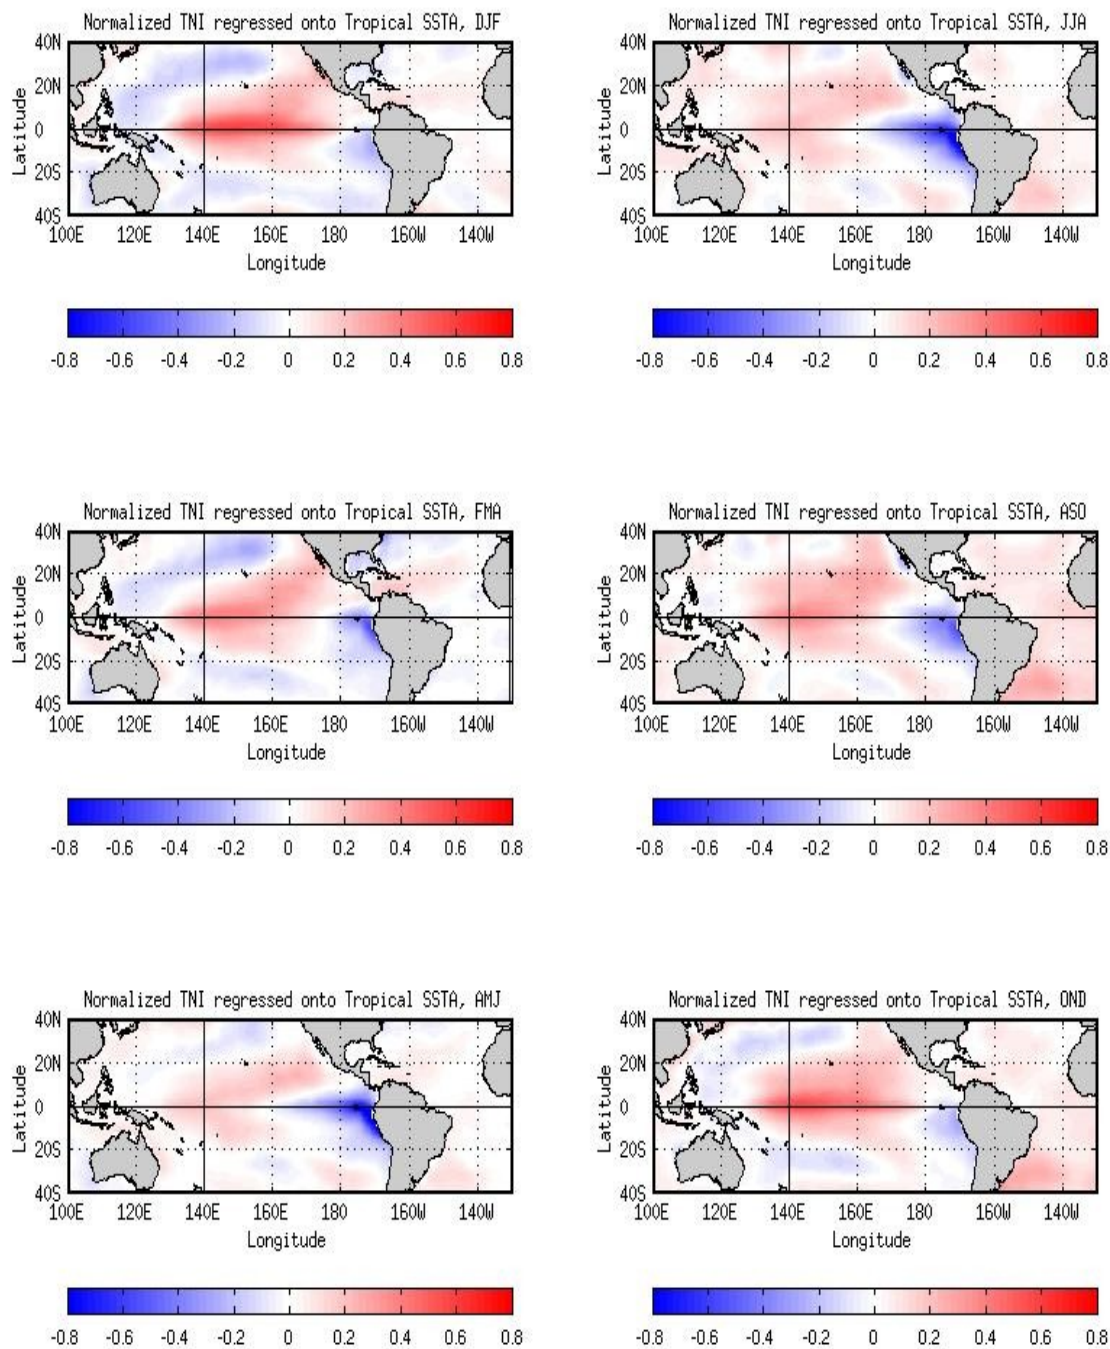 Normalized TNI regressed onto Tropical SSTA, DJF
40N
20N
0
20S
40S
Latitude
100E 120E 140E 160E 180 160W 140W
Longitude
-0.8 -0.6 -0.4 -0.2 0 0.2 0.4 0.6 0.8
Normalized TNI regressed onto Tropical SSTA, JJA
40N
20N
0
20S
40S
Latitude
100E 120E 140E 160E 180 160W 140W
Longitude
-0.8 -0.6 -0.4 -0.2 0 0.2 0.4 0.6 0.8
Normalized TNI regressed onto Tropical SSTA, FMA
40N
20N
0
20S
40S
Latitude
100E 120E 140E 160E 180 160W 140W
Longitude
-0.8 -0.6 -0.4 -0.2 0 0.2 0.4 0.6 0.8
Normalized TNI regressed onto Tropical SSTA, ASO
40N
20N
0
20S
40S
Latitude
100E 120E 140E 160E 180 160W 140W
Longitude
-0.8 -0.6 -0.4 -0.2 0 0.2 0.4 0.6 0.8
Normalized TNI regressed onto Tropical SSTA, AMJ
40N
20N
0
20S
40S
Latitude
100E 120E 140E 160E 180 160W 140W
Longitude
-0.8 -0.6 -0.4 -0.2 0 0.2 0.4 0.6 0.8
Normalized TNI regressed onto Tropical SSTA, OND
40N
20N
0
20S
40S
Latitude
100E 120E 140E 160E 180 160W 140W
Longitude
-0.8 -0.6 -0.4 -0.2 0 0.2 0.4 0.6 0.8